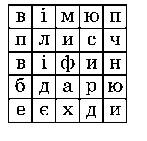 в і м ю п
п л и с ч
в і ф и н
б д а р ю
е є х д и